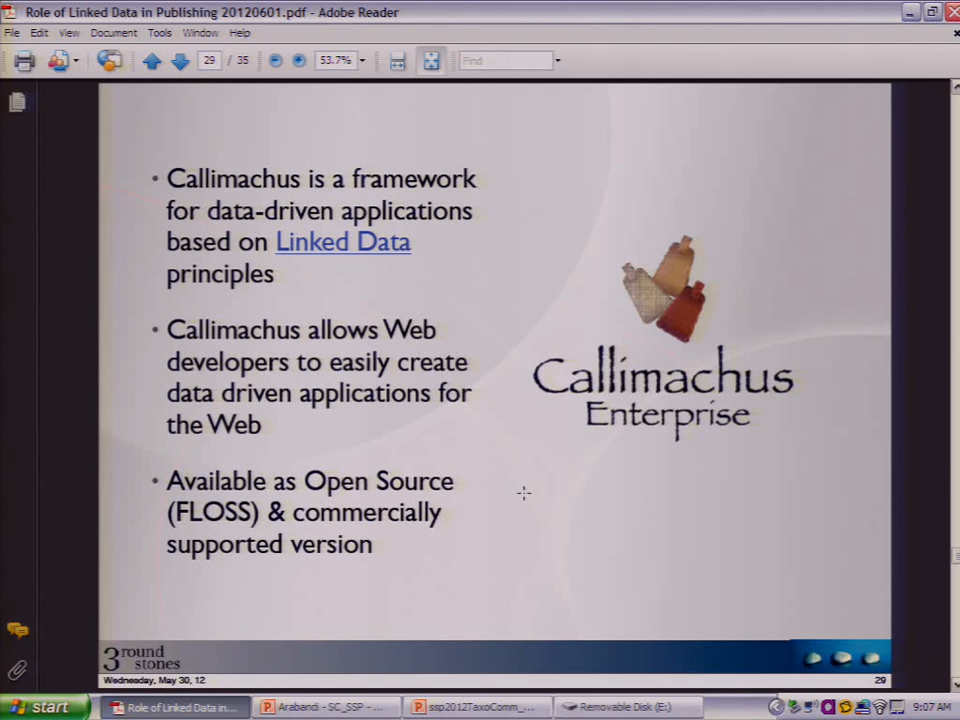 Role of Linked Data in Publishing 20120601.pdf - Adobe Reader
File Edit View Document Tools Window Help
29 / 35 53.7% Find
• Callimachus is a framework
for data-driven applications
based on Linked Data
principles
• Callimachus allows Web
developers to easily create
data driven applications for
the Web
• Available as Open Source
(FLOSS) & commercially
supported version
Callimachus
Enterprise
3 round
stones
Wednesday, May 30, 12
29
start
Role of Linked Data in...
Arabandi - SC_SSP - ...
ssp2012TaxoComm_...
Removable Disk (E:)
9:07 AM